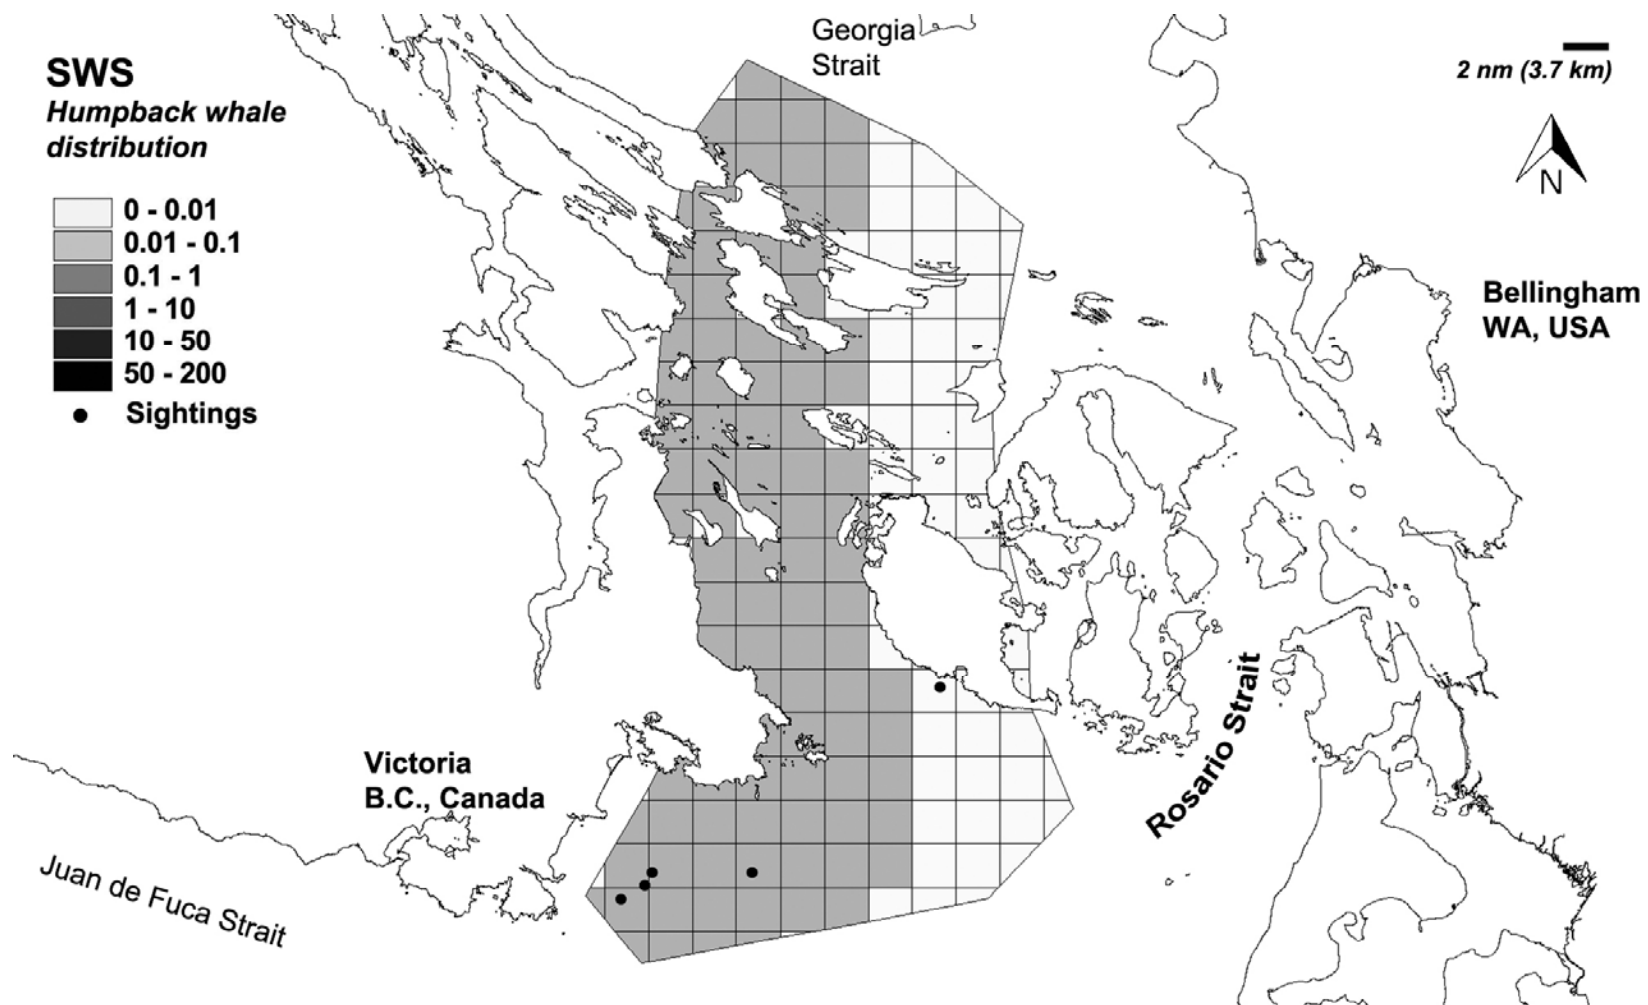 SWS
Humpback whale
distribution
0 - 0.01
0.01 - 0.1
0.1 - 1
1 - 10
10 - 50
50 - 200
Sightings
Georgia
Strait
2 nm (3.7 km)
N
Bellingham
WA, USA
Victoria
B.C., Canada
Juan de Fuca Strait
Rosario Strait